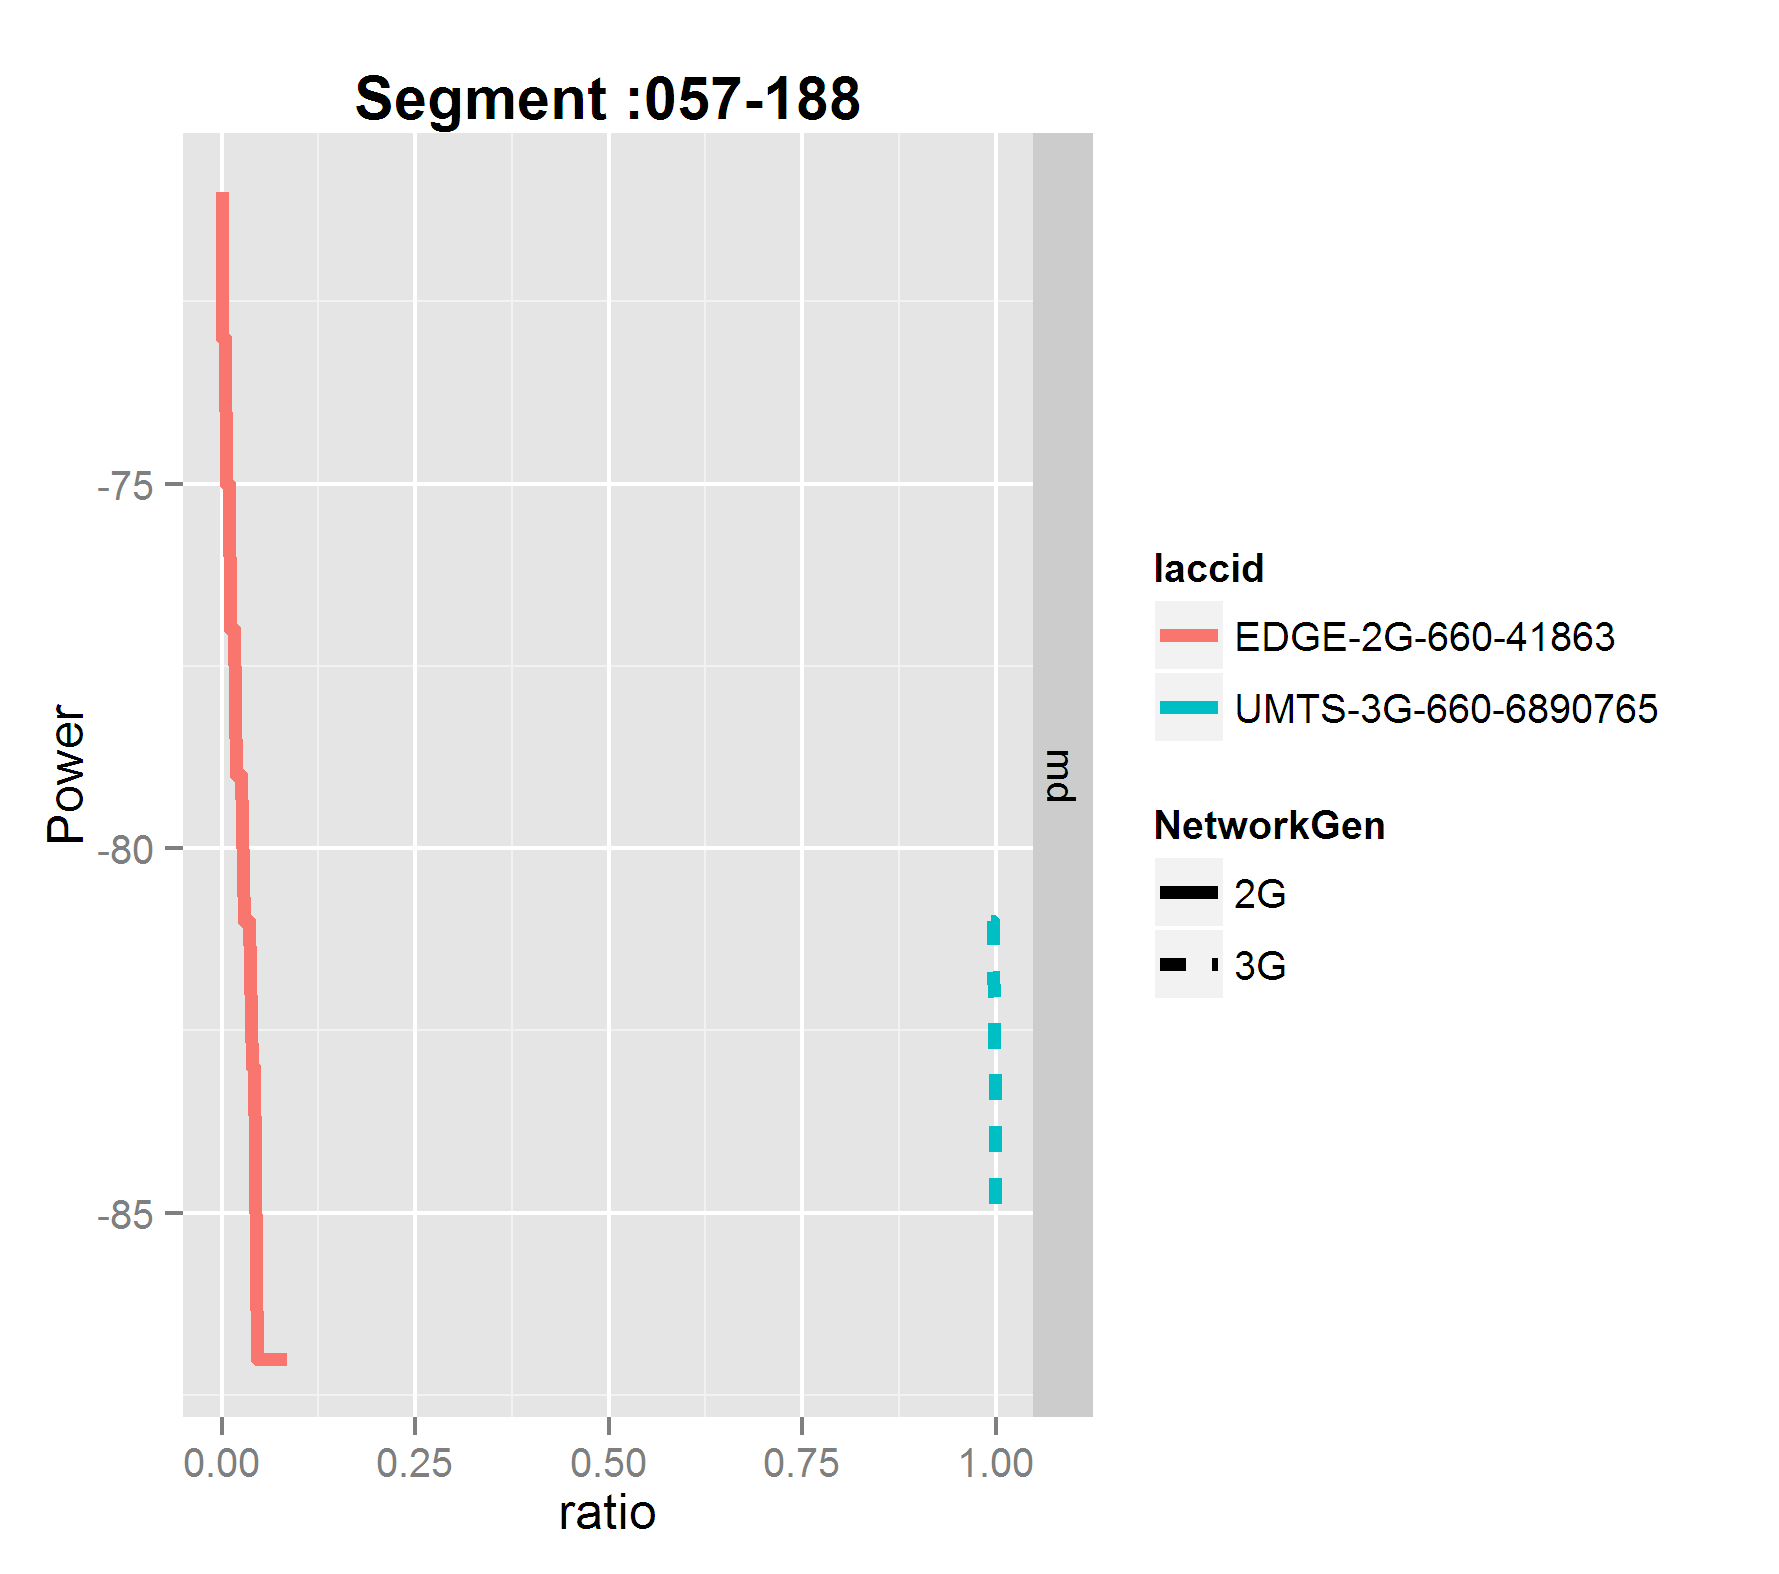 Segment :057-188
Power
-75
-80
-85
0.00
0.25
0.50
0.75
1.00
ratio
pm
laccid
EDGE-2G-660-41863
UMTS-3G-660-6890765
NetworkGen
2G
3G